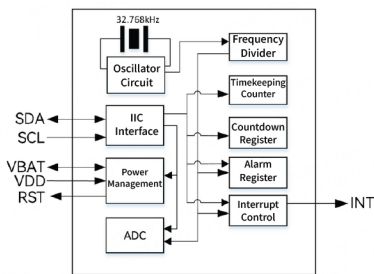 32.768kHz
Oscillator
Circuit
Frequency
Divider
Timekeeping
Counter
SDA
SCL
IIC
Interface
Countdown
Register
VBAT
VDD
RST
Power
Management
Alarm
Register
Interrupt
Control
INT
ADC